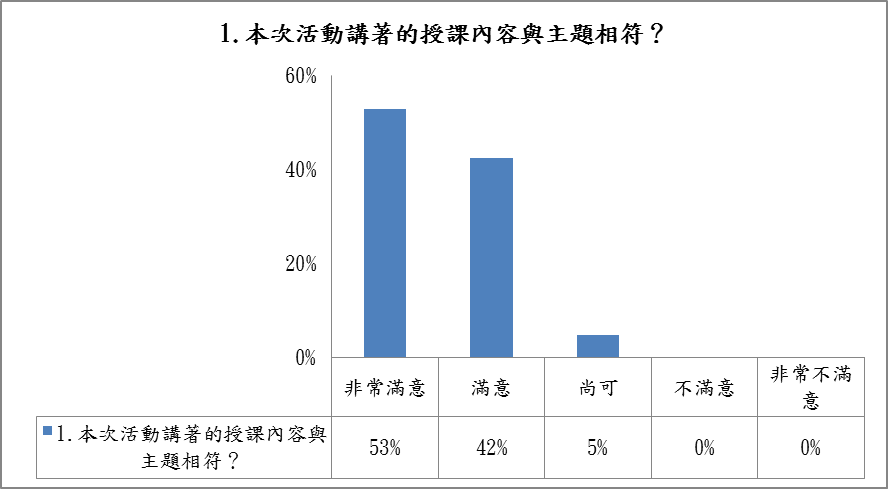 1.本次活動講著的授課內容與主題相符？
60%
40%
20%
0%
非常滿意 滿意 尚可 不滿意 非常不滿
意
1.本次活動講著的授課內容與 53% 42% 5% 0% 0%
主題相符？